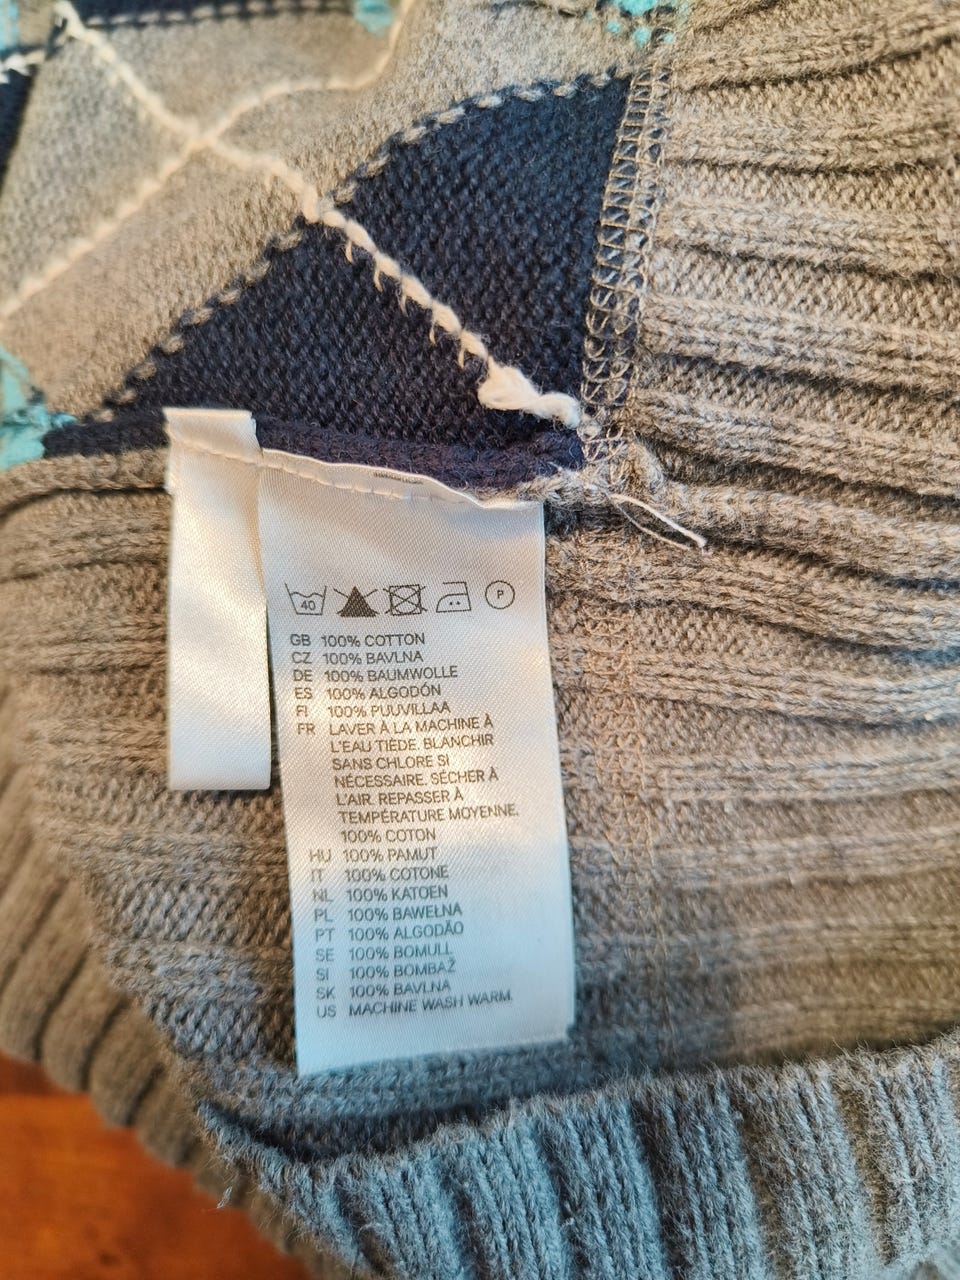 40 P
GB 100% COTTON
CZ 100% BAVLNA
DE 100% BAUMWOLLE
ES 100% ALGODÓN
FI 100% PUUVILLAA
FR LAVER À LA MACHINE À
L'EAU TIÈDE. BLANCHIR
SANS CHLORE SI
NÉCESSAIRE. SÉCHER À
L'AIR. REPASSER À
TEMPÉRATURE MOYENNE.
100% COTON
HU 100% PAMUT
IT 100% COTONE
NL 100% KATOEN
PL 100% BAWEŁNA
PT 100% ALGODÃO
SE 100% BOMULL
SI 100% BOMBAŽ
SK 100% BAVLNA
US MACHINE WASH WARM.